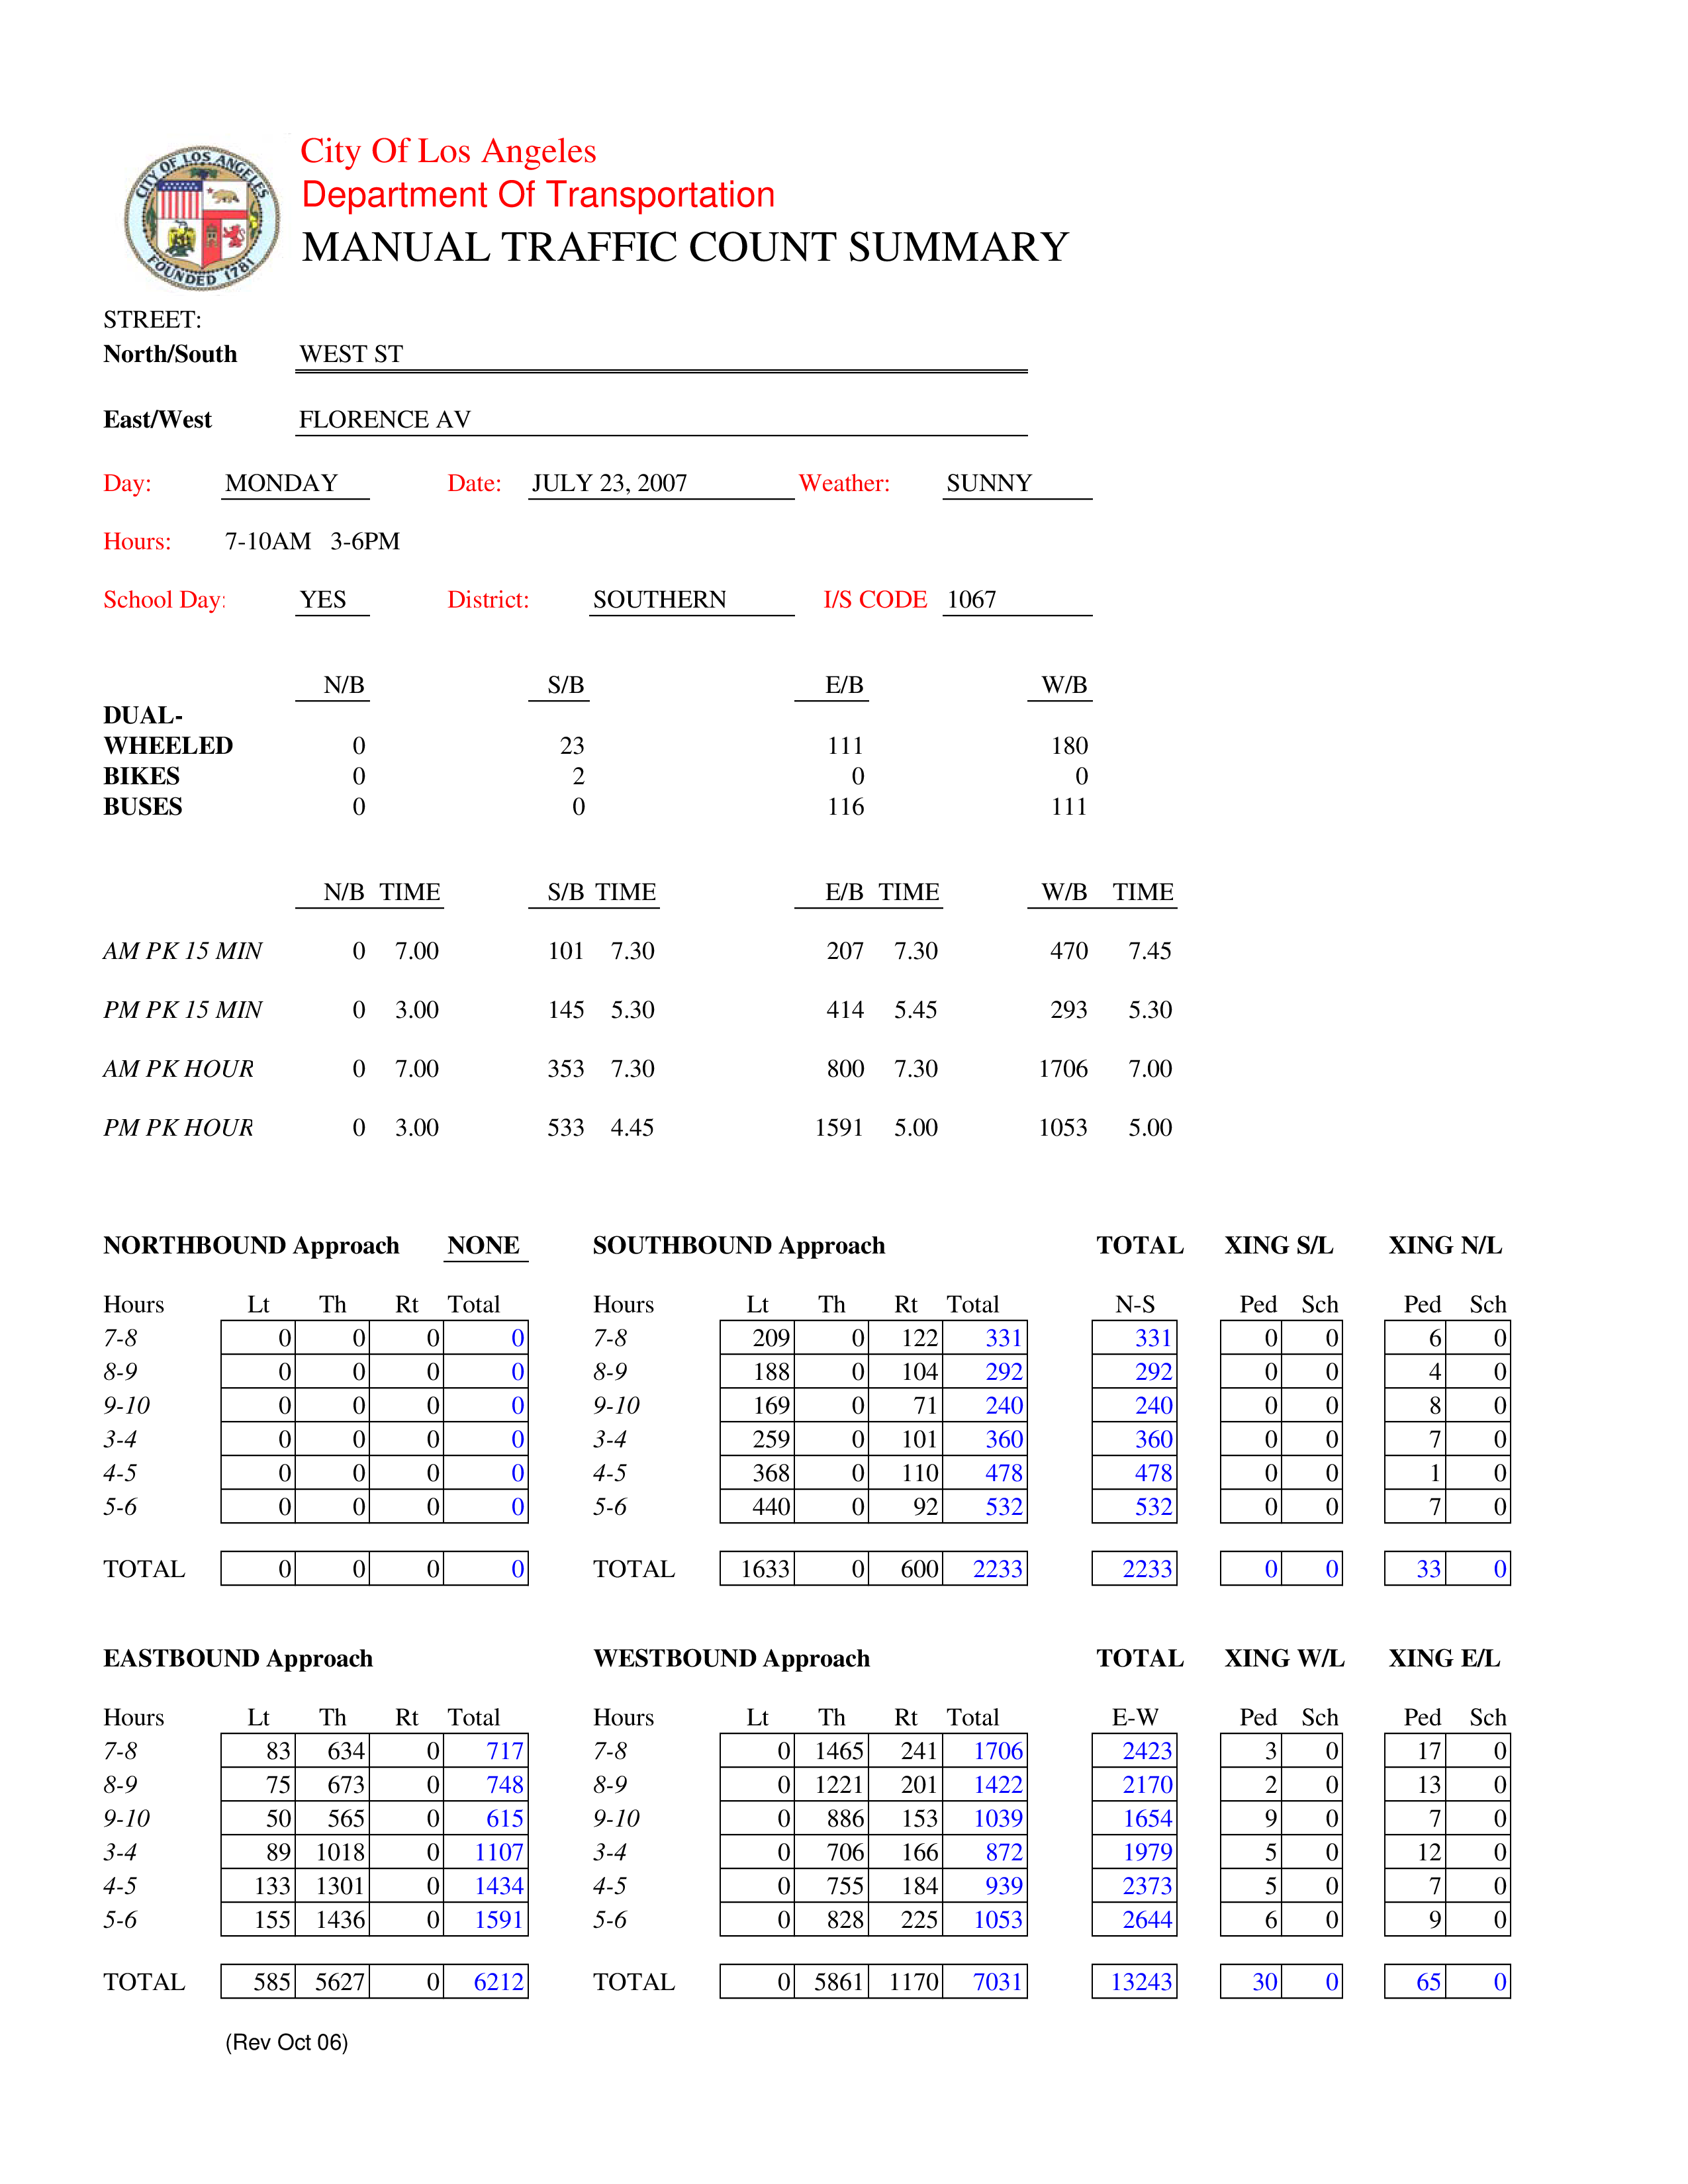 CITY OF LOS ANGELES
FOUNDED 1781
City Of Los Angeles
Department Of Transportation
MANUAL TRAFFIC COUNT SUMMARY
STREET:
North/South WEST ST
East/West FLORENCE AV
Day: MONDAY Date: JULY 23, 2007 Weather: SUNNY
Hours: 7-10AM 3-6PM
School Day: YES District: SOUTHERN I/S CODE 1067
N/B S/B E/B W/B
DUAL-
WHEELED 0 23 111 180
BIKES 0 2 0 0
BUSES 0 0 116 111
N/B TIME S/B TIME E/B TIME W/B TIME
AM PK 15 MIN 0 7.00 101 7.30 207 7.30 470 7.45
PM PK 15 MIN 0 3.00 145 5.30 414 5.45 293 5.30
AM PK HOUR 0 7.00 353 7.30 800 7.30 1706 7.00
PM PK HOUR 0 3.00 533 4.45 1591 5.00 1053 5.00
NORTHBOUND Approach NONE SOUTHBOUND Approach TOTAL XING S/L XING N/L
Hours Lt Th Rt Total Hours Lt Th Rt Total N-S Ped Sch Ped Sch
7-8 0 0 0 0 7-8 209 0 122 331 331 0 0 6 0
8-9 0 0 0 0 8-9 188 0 104 292 292 0 0 4 0
9-10 0 0 0 0 9-10 169 0 71 240 240 0 0 8 0
3-4 0 0 0 0 3-4 259 0 101 360 360 0 0 7 0
4-5 0 0 0 0 4-5 368 0 110 478 478 0 0 1 0
5-6 0 0 0 0 5-6 440 0 92 532 532 0 0 7 0
TOTAL 0 0 0 0 TOTAL 1633 0 600 2233 2233 0 0 33 0
EASTBOUND Approach WESTBOUND Approach TOTAL XING W/L XING E/L
Hours Lt Th Rt Total Hours Lt Th Rt Total E-W Ped Sch Ped Sch
7-8 83 634 0 717 7-8 0 1465 241 1706 2423 3 0 17 0
8-9 75 673 0 748 8-9 0 1221 201 1422 2170 2 0 13 0
9-10 50 565 0 615 9-10 0 886 153 1039 1654 9 0 7 0
3-4 89 1018 0 1107 3-4 0 706 166 872 1979 5 0 12 0
4-5 133 1301 0 1434 4-5 0 755 184 939 2373 5 0 7 0
5-6 155 1436 0 1591 5-6 0 828 225 1053 2644 6 0 9 0
TOTAL 585 5627 0 6212 TOTAL 0 5861 1170 7031 13243 30 0 65 0
(Rev Oct 06)